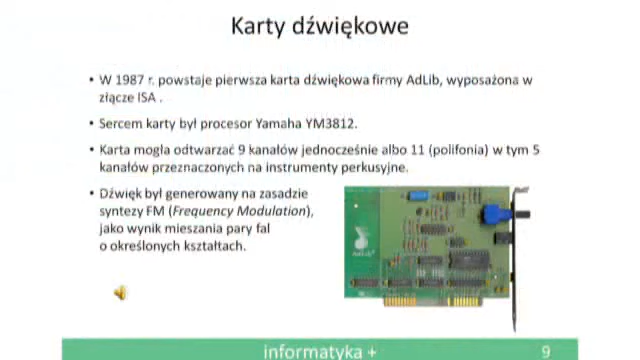 Karty dźwiękowe
• W 1987 r. powstaje pierwsza karta dźwiękowa firmy AdLib, wyposażona w
złącze ISA .
• Sercem karty był procesor Yamaha YM3812.
• Karta mogła odtwarzać 9 kanałów jednocześnie albo 11 (polifonia) w tym 5
kanałów przeznaczonych na instrumenty perkusyjne.
• Dźwięk był generowany na zasadzie
syntezy FM (Frequency Modulation),
jako wynik mieszania pary fal
o określonych kształtach.
AdLib
informatyka +
9